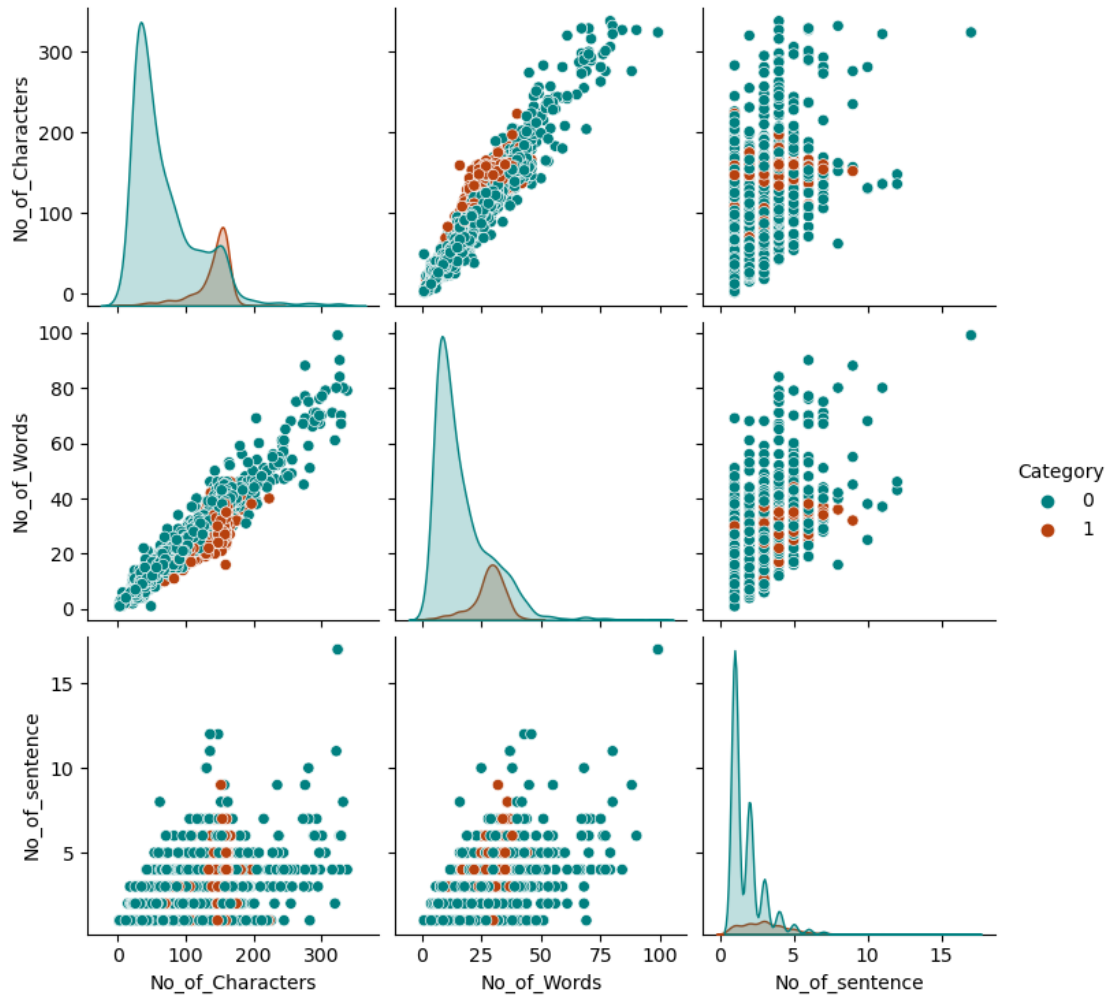 No_of_Characters
300
200
100
0
No_of_Words
100
80
60
40
20
0
Category
0
1
No_of_sentence
15
10
5
0 100 200 300
0 25 50 75 100
0 5 10 15
No_of_Characters No_of_Words No_of_sentence